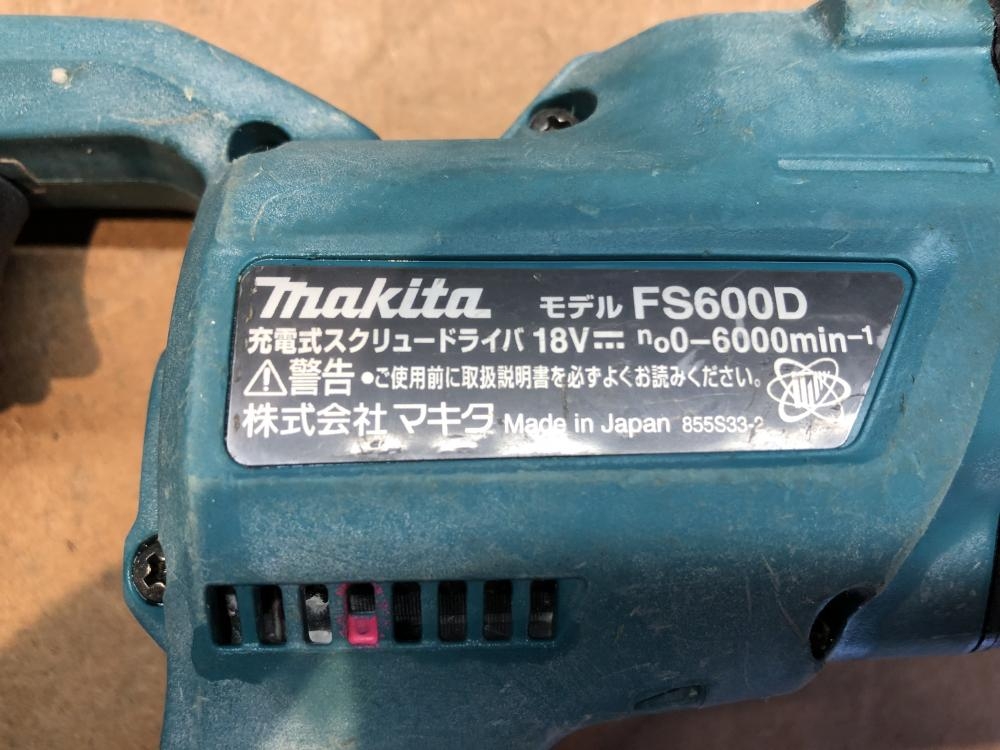 makita モデル FS600D
充電式スクリュードライバ 18V⎓ no0-6000min-1
⚠警告 ●ご使用前に取扱説明書を必ずよくお読みください。
株式会社 マキタ Made in Japan 855S33-2